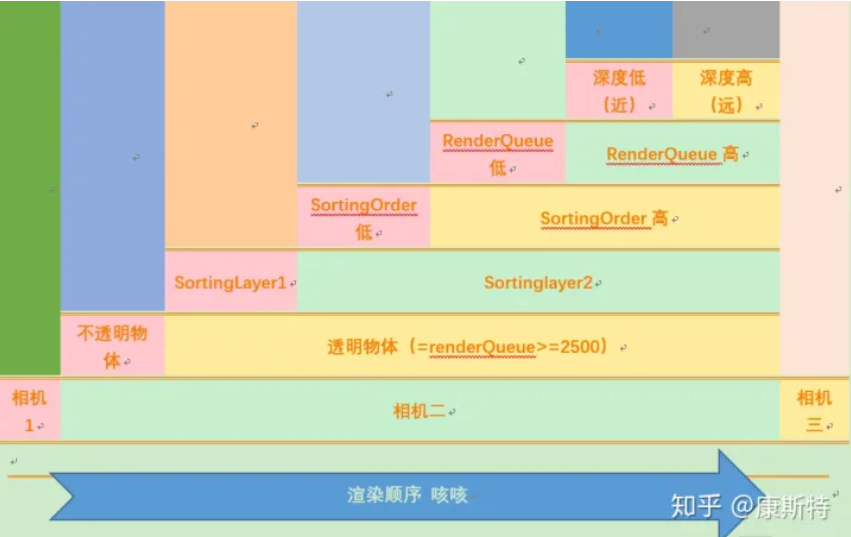 深度低
（近）
深度高
（远）
RenderQueue
低
RenderQueue 高
SortingOrder
低
SortingOrder 高
SortingLayer1
Sortinglayer2
不透明物
体
透明物体（=renderQueue>=2500）
相机
1
相机二
相机
三
渲染顺序 咳咳
知乎 @康斯特